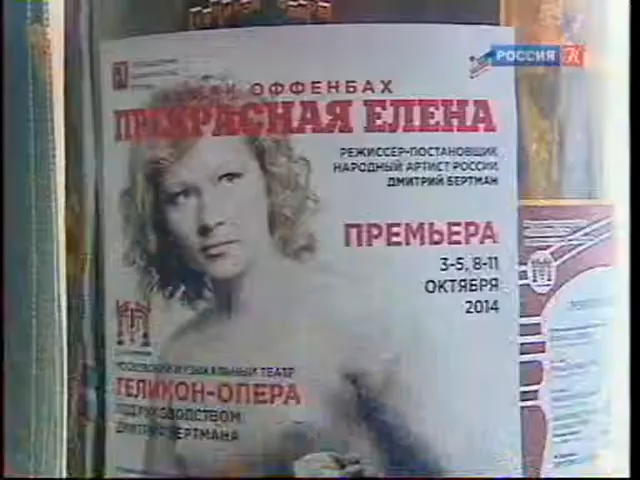 РОССИЯ К
ОФФЕНБАХ
ПРЕКРАСНАЯ ЕЛЕНА
РЕЖИССЕР-ПОСТАНОВЩИК
НАРОДНЫЙ АРТИСТ РОССИИ
ДМИТРИЙ БЕРТМАН
ПРЕМЬЕРА
3-5, 8-11
ОКТЯБРЯ
2014
МОСКОВСКИЙ МУЗЫКАЛЬНЫЙ ТЕАТР
ГЕЛИКОН-ОПЕРА
ПОД РУКОВОДСТВОМ
ДМИТРИЯ БЕРТМАНА